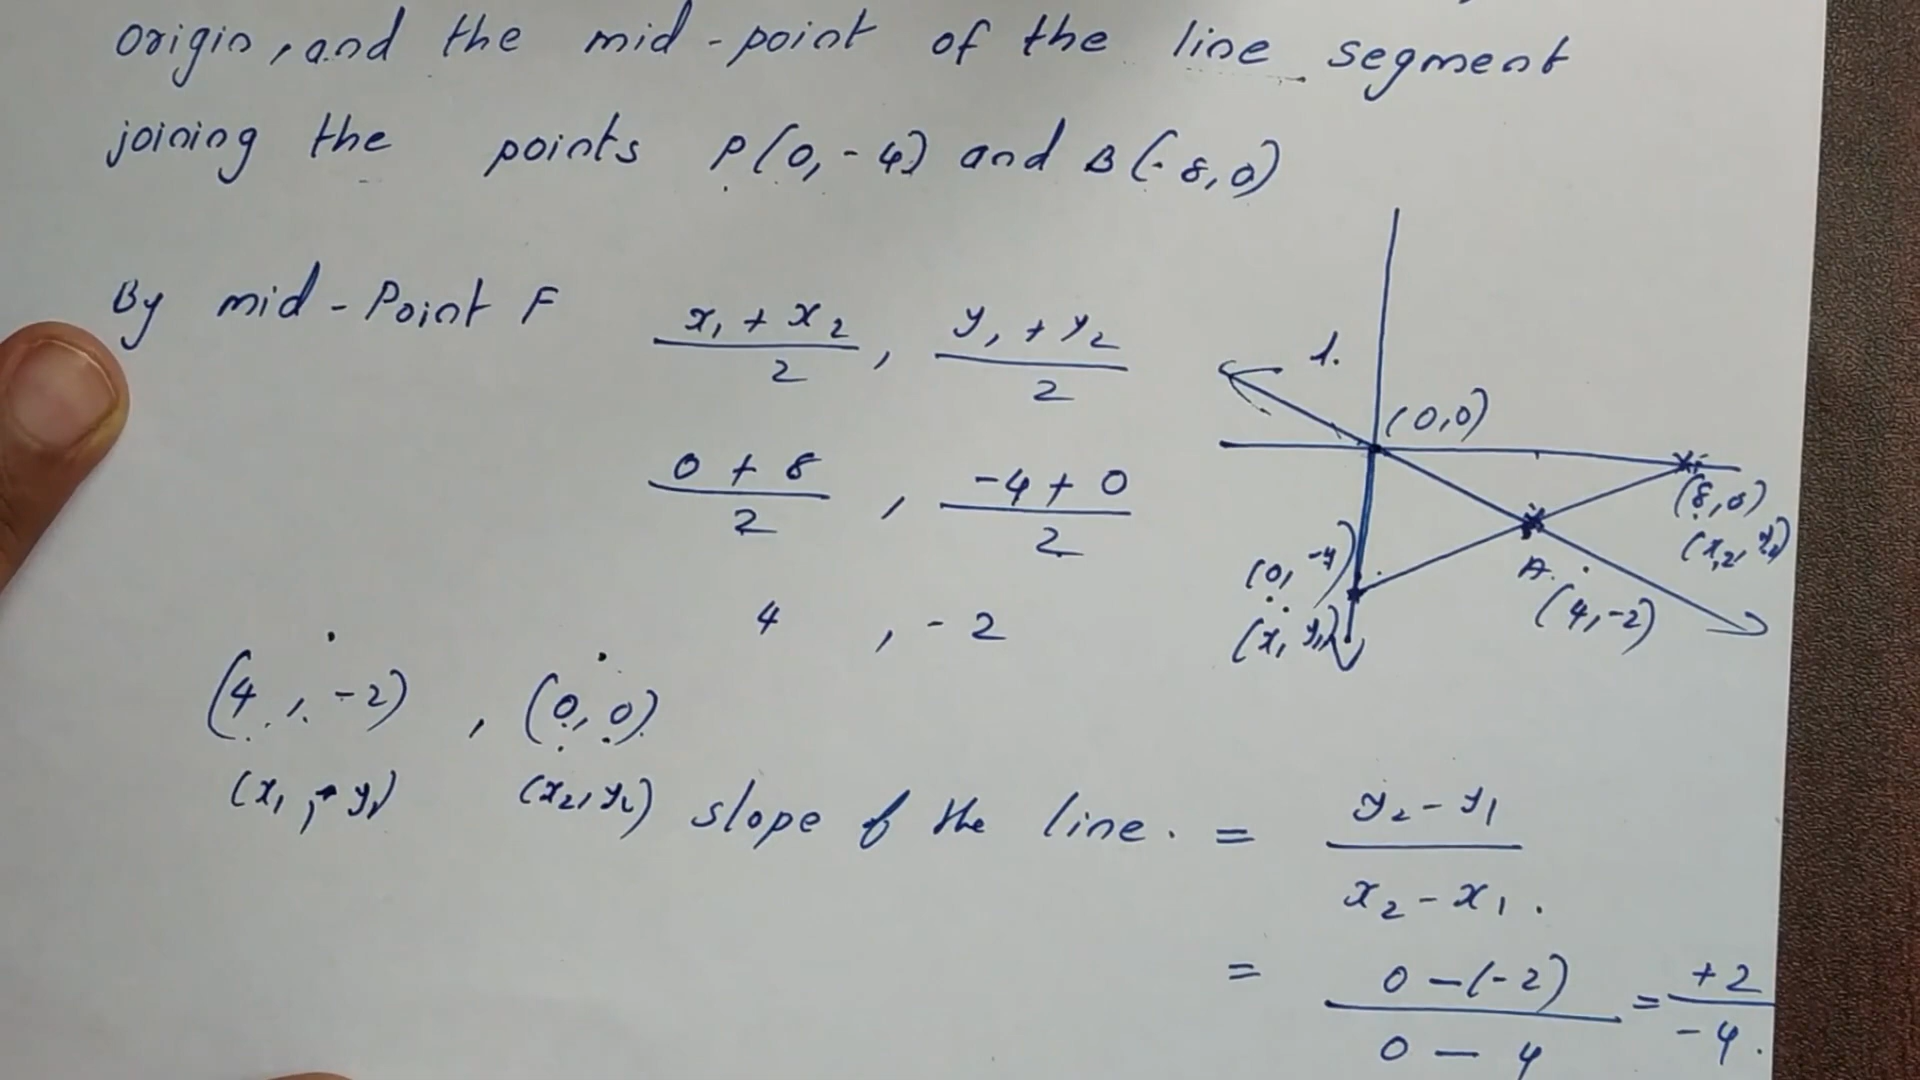 origin, and the mid-point of the line segment
joining the points P(0,-4) and B(-8,0)
By mid-Point F
x₁ + x₂ / 2 , y₁ + y₂ / 2
0 + 8 / 2 , -4 + 0 / 2
4 , -2
l.
(0,0)
(8,0)
(x₂, y₂)
(0, -4)
(x₁ y₁)
A.
(4,-2)
(4, -2) , (0,0)
(x₁, y₁) (x₂, y₂) slope of the line. = y₂ - y₁ / x₂ - x₁.
= 0 -(-2) / 0 - 4 = +2 / -4.